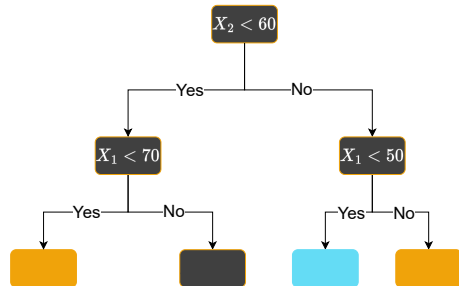 X₂ < 60
Yes
No
X₁ < 70
X₁ < 50
Yes
No
Yes
No